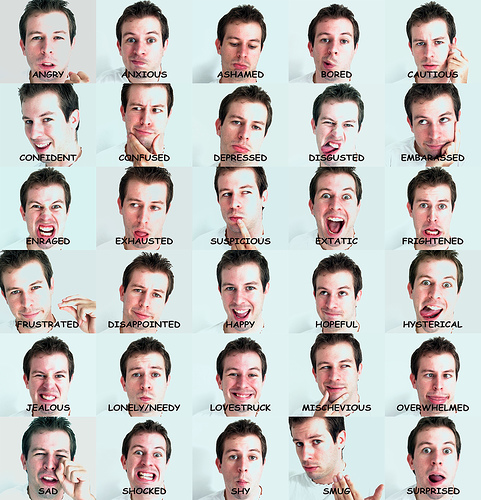 ANGRY
ANXIOUS
ASHAMED
BORED
CAUTIOUS
CONFIDENT
CONFUSED
DEPRESSED
DISGUSTED
EMBARASSED
ENRAGED
EXHAUSTED
SUSPICIOUS
EXTATIC
FRIGHTENED
FRUSTRATED
DISAPPOINTED
HAPPY
HOPEFUL
HYSTERICAL
JEALOUS
LONELY/NEEDY
LOVESTRUCK
MISCHEVIOUS
OVERWHELMED
SAD
SHOCKED
SHY
SMUG
SURPRISED